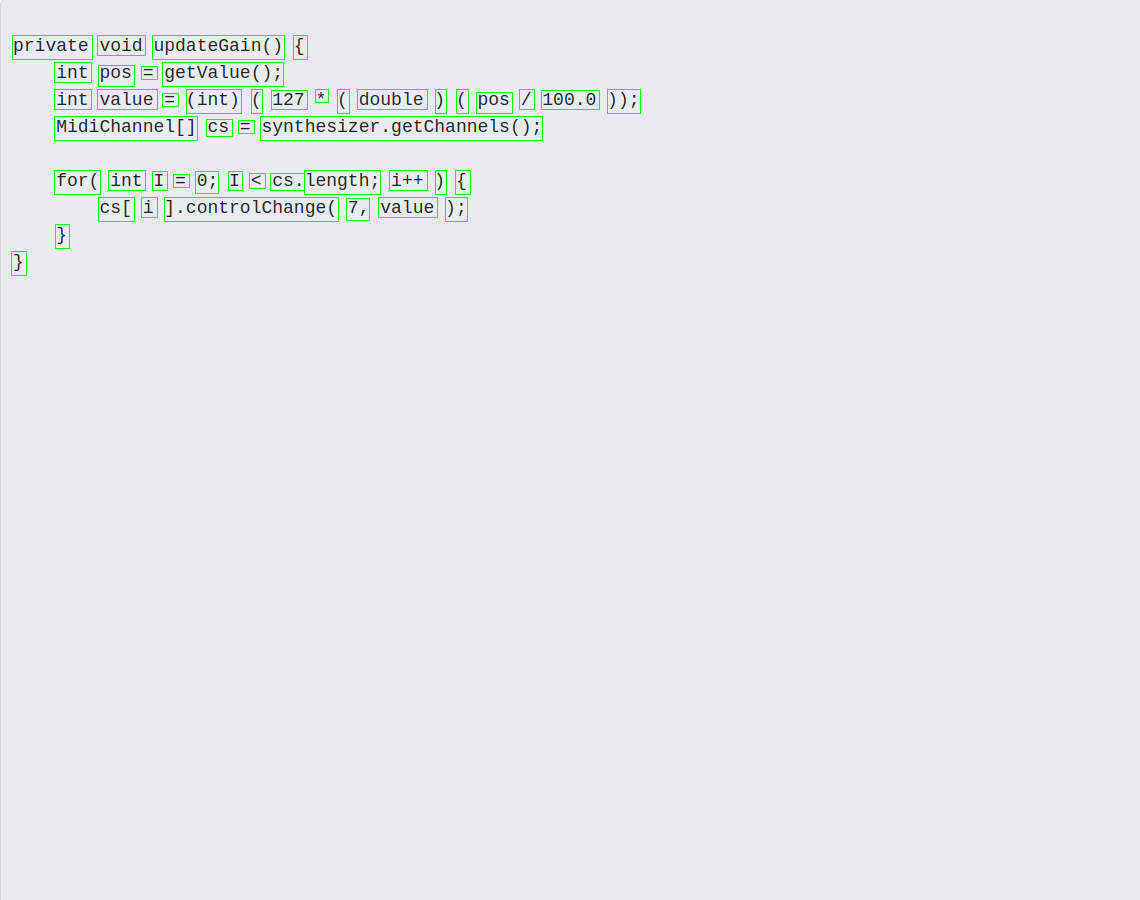 private void updateGain() {
int pos = getValue();
int value = (int) ( 127 * ( double ) ( pos / 100.0 ));
MidiChannel[] cs = synthesizer.getChannels();
for( int I = 0; I < cs.length; i++ ) {
cs[ i ].controlChange( 7, value );
}
}